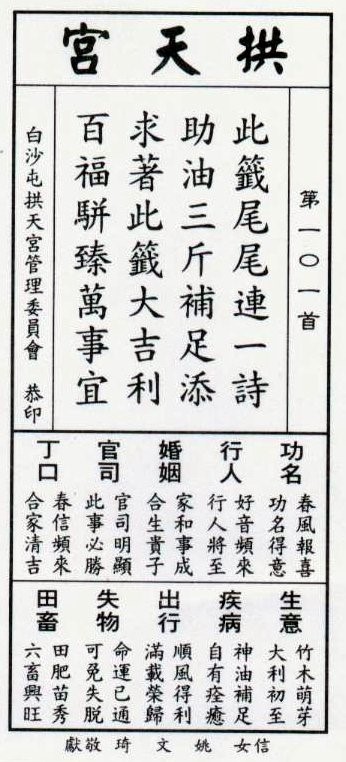 拱天宮
第一〇一首
此籤尾尾連一詩
助油三斤補足添
求著此籤大吉利
百福駢臻萬事宜
白沙屯拱天宮管理委員會 恭印
功名
春風報喜
功名得意
行人
好音頻來
行人將至
婚姻
家和事成
合生貴子
官司
官司明顯
此事必勝
丁口
春信頻來
合家清吉
生意
竹木萌芽
大利初至
疾病
神油補足
自有痊癒
出行
順風得利
滿載榮歸
失物
命運已通
可免失脫
田畜
田肥苗秀
六畜興旺
信女姚文琦敬獻